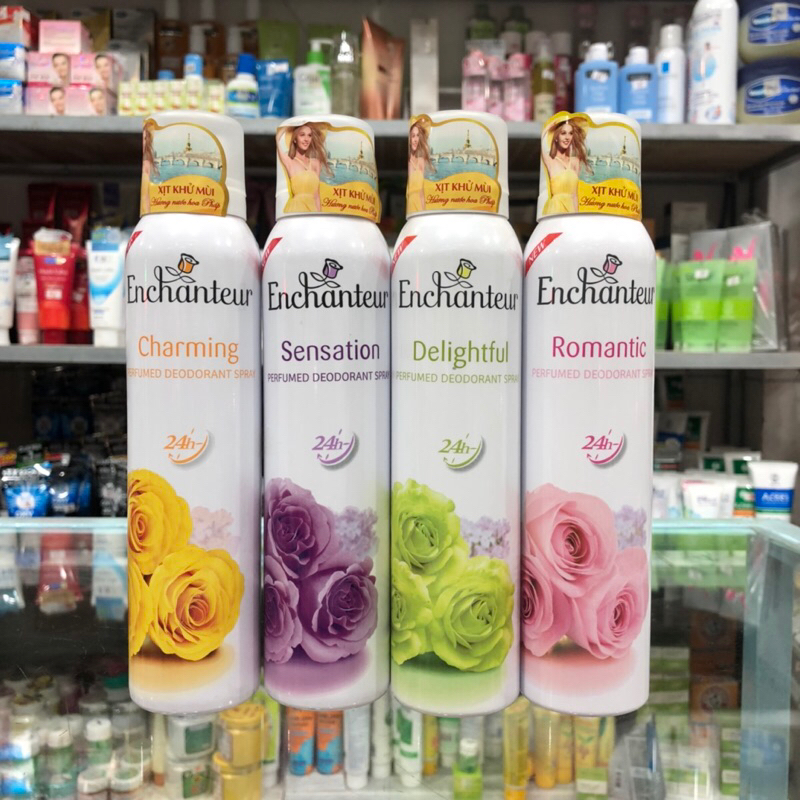 XỊT KHỬ MÙI
Hương nước hoa Pháp
Enchanteur
Charming
PERFUMED DEODORANT SPRAY
24h
XỊT KHỬ MÙI
Hương nước hoa Pháp
Enchanteur
Sensation
PERFUMED DEODORANT SPRAY
24h
XỊT KHỬ MÙI
Hương nước hoa Pháp
Enchanteur
Delightful
PERFUMED DEODORANT SPRAY
24h
XỊT KHỬ MÙI
Hương nước hoa Pháp
NEW
Enchanteur
Romantic
PERFUMED DEODORANT SPRAY
24h